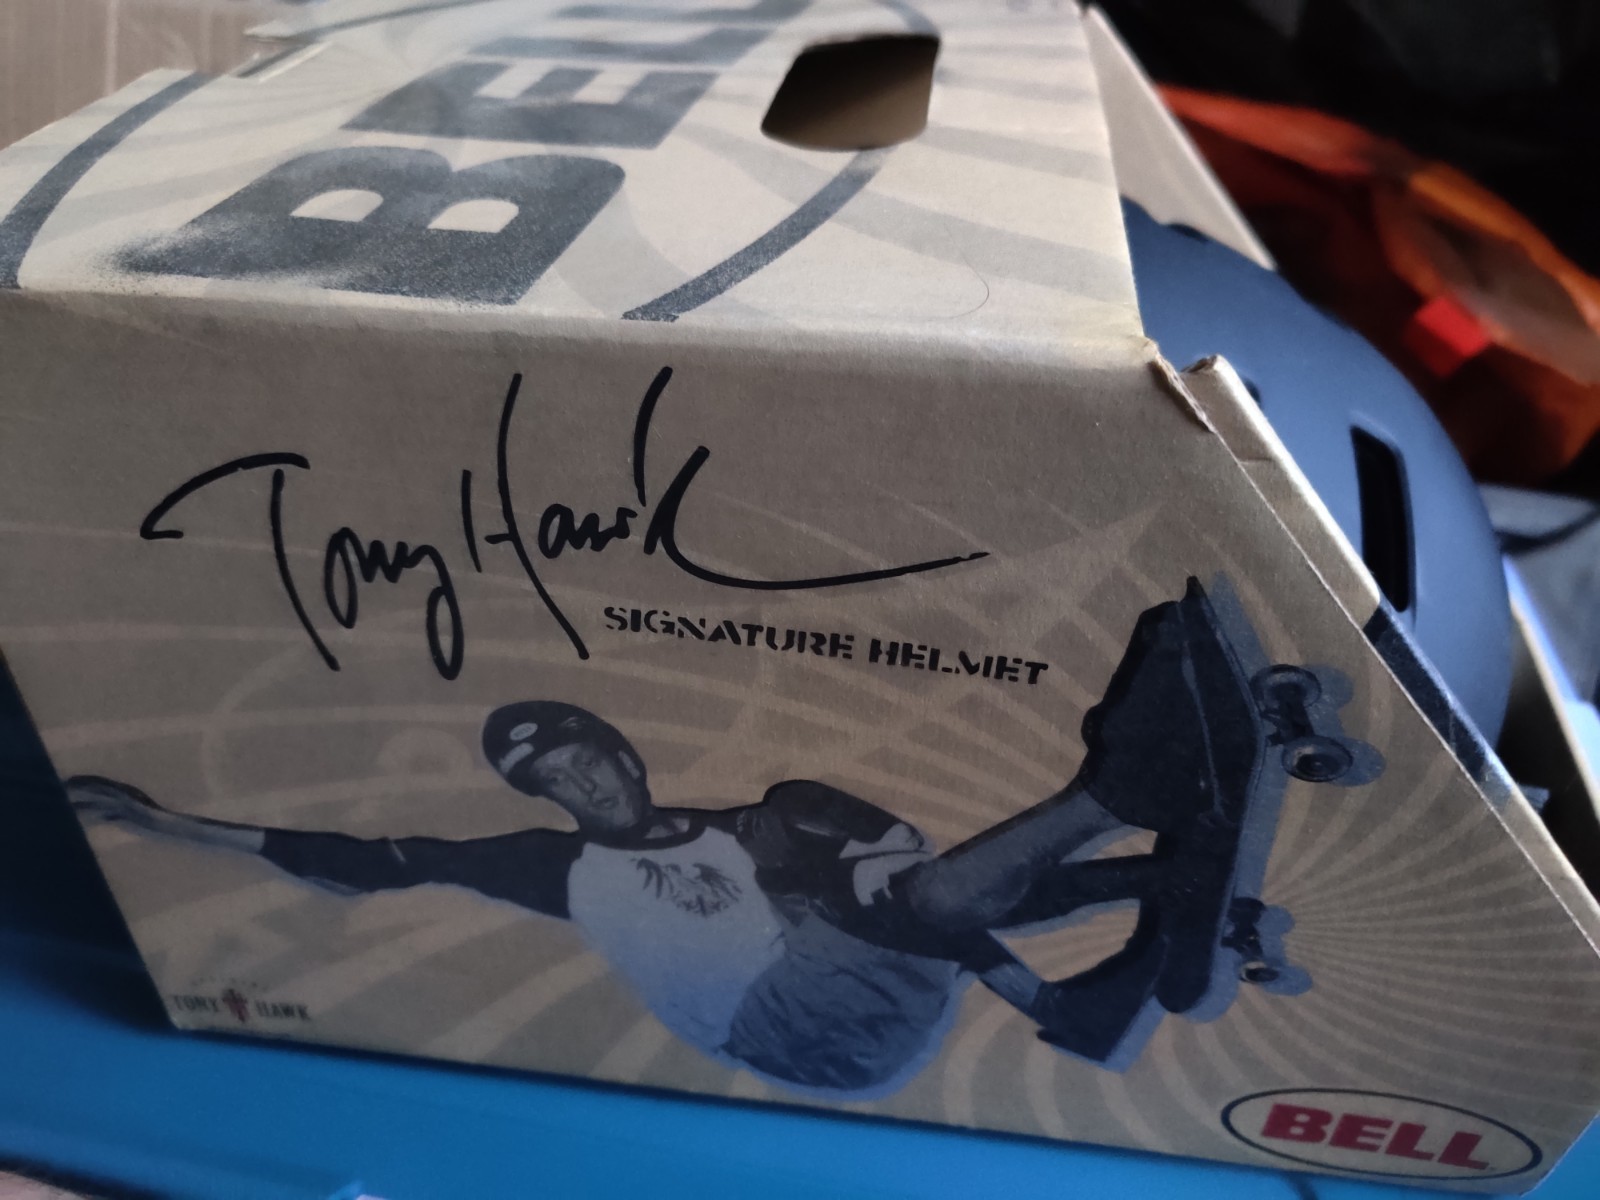 BELL
Tony Hawk
SIGNATURE HELMET
TONY HAWK
BELL